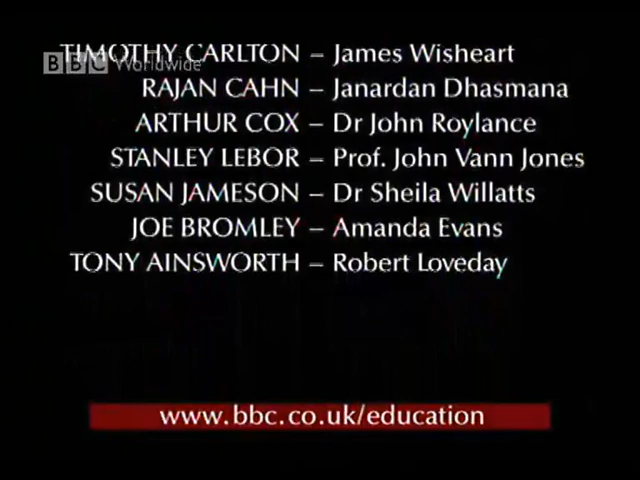 TIMOTHY CARLTON – James Wisheart
BBC Worldwide
RAJAN CAHN – Janardan Dhasmana
ARTHUR COX – Dr John Roylance
STANLEY LEBOR – Prof. John Vann Jones
SUSAN JAMESON – Dr Sheila Willatts
JOE BROMLEY – Amanda Evans
TONY AINSWORTH – Robert Loveday
www.bbc.co.uk/education